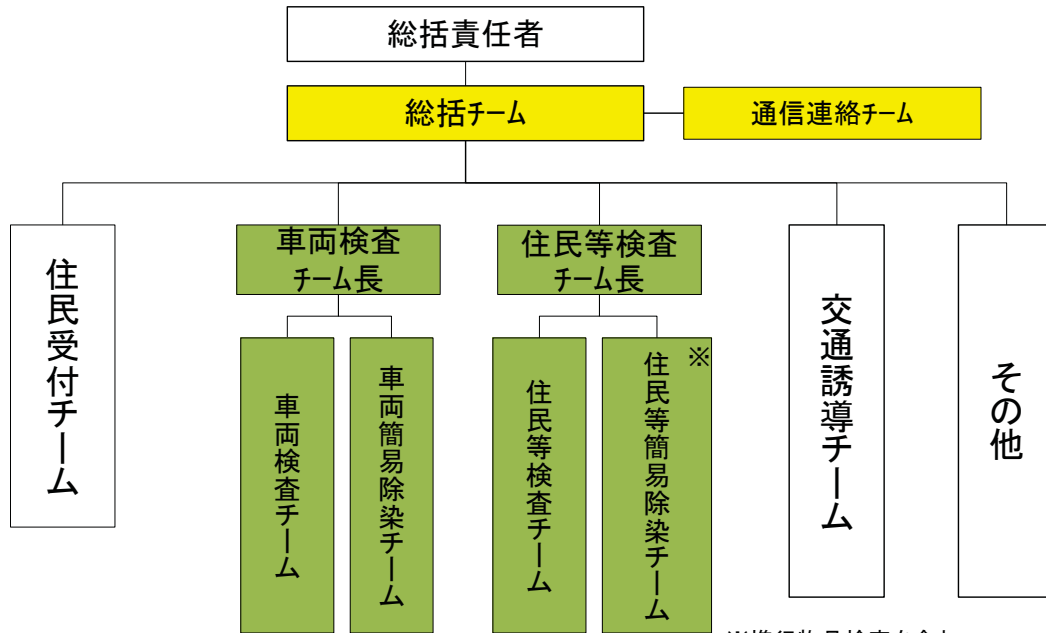 総括責任者
総括チーム
通信連絡チーム
住民受付チーム
車両検査
チーム長
住民等検査
チーム長
交通誘導チーム
その他
車両検査チーム
車両簡易除染チーム
住民等検査チーム
住民等簡易除染チーム
※